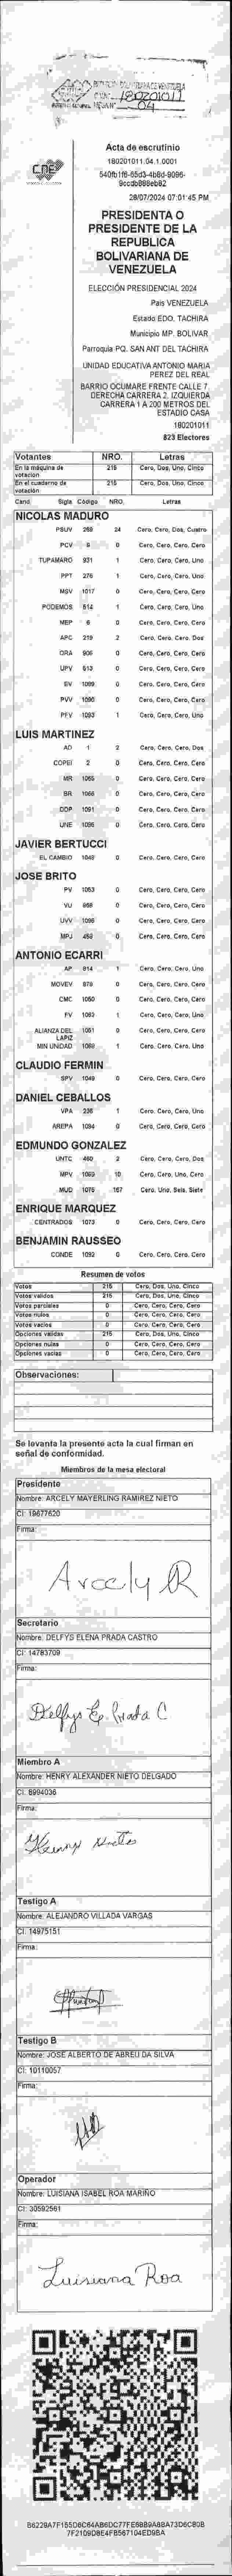 180201011
04
CNE
Acta de escrutinio
180201011.04.1.0001
28/07/2024 07:01:45 PM
PRESIDENTA O
PRESIDENTE DE LA
REPUBLICA
BOLIVARIANA DE
VENEZUELA
ELECCIÓN PRESIDENCIAL 2024
País VENEZUELA
Estado EDO. TACHIRA
Municipio MP. BOLIVAR
Parroquia PQ. SAN ANT DEL TACHIRA
UNIDAD EDUCATIVA ANTONIO MARIA
PEREZ DEL REAL
BARRIO OCUMARE FRENTE CALLE 7
DERECHA CARRERA 2, IZQUIERDA
CARRERA 1 A 200 METROS DEL
ESTADIO CASA
180201011
823 Electores
Votantes NRO. Letras
En la máquina de votación 215 Cero, Dos, Uno, Cinco
En el cuaderno de votación 215 Cero, Dos, Uno, Cinco
Cand. Sigla Código NRO. Letras
NICOLAS MADURO
PSUV 24 Cero, Cero, Dos, Cuatro
PCV 0 Cero, Cero, Cero, Cero
TUPAMARO 931 1 Cero, Cero, Cero, Uno
PPT 276 1 Cero, Cero, Cero, Uno
MSV 1017 0 Cero, Cero, Cero, Cero
PODEMOS 514 1 Cero, Cero, Cero, Uno
MEP 6 0 Cero, Cero, Cero, Cero
APC 219 2 Cero, Cero, Cero, Dos
ORA 906 0 Cero, Cero, Cero, Cero
UPV 613 0 Cero, Cero, Cero, Cero
EV 1089 0 Cero, Cero, Cero, Cero
PVV 1090 0 Cero, Cero, Cero, Cero
PFV 1093 1 Cero, Cero, Cero, Uno
LUIS MARTINEZ
AD 1 2 Cero, Cero, Cero, Dos
COPEI 2 0 Cero, Cero, Cero, Cero
MR 1065 0 Cero, Cero, Cero, Cero
BR 1066 0 Cero, Cero, Cero, Cero
DDP 1091 0 Cero, Cero, Cero, Cero
UNE 1096 0 Cero, Cero, Cero, Cero
JAVIER BERTUCCI
EL CAMBIO 1048 0 Cero, Cero, Cero, Cero
JOSE BRITO
PV 1053 0 Cero, Cero, Cero, Cero
VU 958 0 Cero, Cero, Cero, Cero
UVV 1098 0 Cero, Cero, Cero, Cero
MPJ 458 0 Cero, Cero, Cero, Cero
ANTONIO ECARRI
AP 814 1 Cero, Cero, Cero, Uno
MOVEV 879 0 Cero, Cero, Cero, Cero
CMC 1050 0 Cero, Cero, Cero, Cero
FV 1 Cero, Cero, Cero, Uno
ALIANZA DEL LAPIZ 1051 0 Cero, Cero, Cero, Cero
MIN UNIDAD 1069 1 Cero, Cero, Cero, Uno
CLAUDIO FERMIN
SPV 1049 0 Cero, Cero, Cero, Cero
DANIEL CEBALLOS
VPA 1 Cero, Cero, Cero, Uno
AREPA 1094 0 Cero, Cero, Cero, Cero
EDMUNDO GONZALEZ
UNTC 460 2 Cero, Cero, Cero, Dos
MPV 10 Cero, Cero, Uno, Cero
MUD 1075 167 Cero, Uno, Seis, Siete
ENRIQUE MARQUEZ
CENTRADOS 1073 0 Cero, Cero, Cero, Cero
BENJAMIN RAUSSEO
CONDE 1092 0 Cero, Cero, Cero, Cero
Resumen de votos
Votos 215 Cero, Dos, Uno, Cinco
Votos válidos 215 Cero, Dos, Uno, Cinco
Votos parciales 0 Cero, Cero, Cero, Cero
Votos nulos 0 Cero, Cero, Cero, Cero
Votos vacíos 0 Cero, Cero, Cero, Cero
Opciones válidas 215 Cero, Dos, Uno, Cinco
Opciones nulas 0 Cero, Cero, Cero, Cero
Opciones vacías 0 Cero, Cero, Cero, Cero
Observaciones:
Se levanta la presente acta la cual firman en
señal de conformidad.
Miembros de la mesa electoral
Presidente
Nombre: ARCELY MAYERLING RAMIREZ NIETO
CI: 19677620
Firma:
Arcely R
Secretario
Nombre: DELFYS ELENA PRADA CASTRO
CI: 14783709
Firma:
Delfys E. Prada C
Miembro A
Nombre: HENRY ALEXANDER NIETO DELGADO
CI: 8994036
Firma:
Henry Nieto
Testigo A
Nombre: ALEJANDRO VILLADA VARGAS
CI: 14975151
Firma:
Testigo B
Nombre: JOSE ALBERTO DE ABREU DA SILVA
CI: 10110057
Firma:
Operador
Nombre: LUISIANA ISABEL ROA MARIÑO
CI: 30592561
Firma:
Luisiana Roa